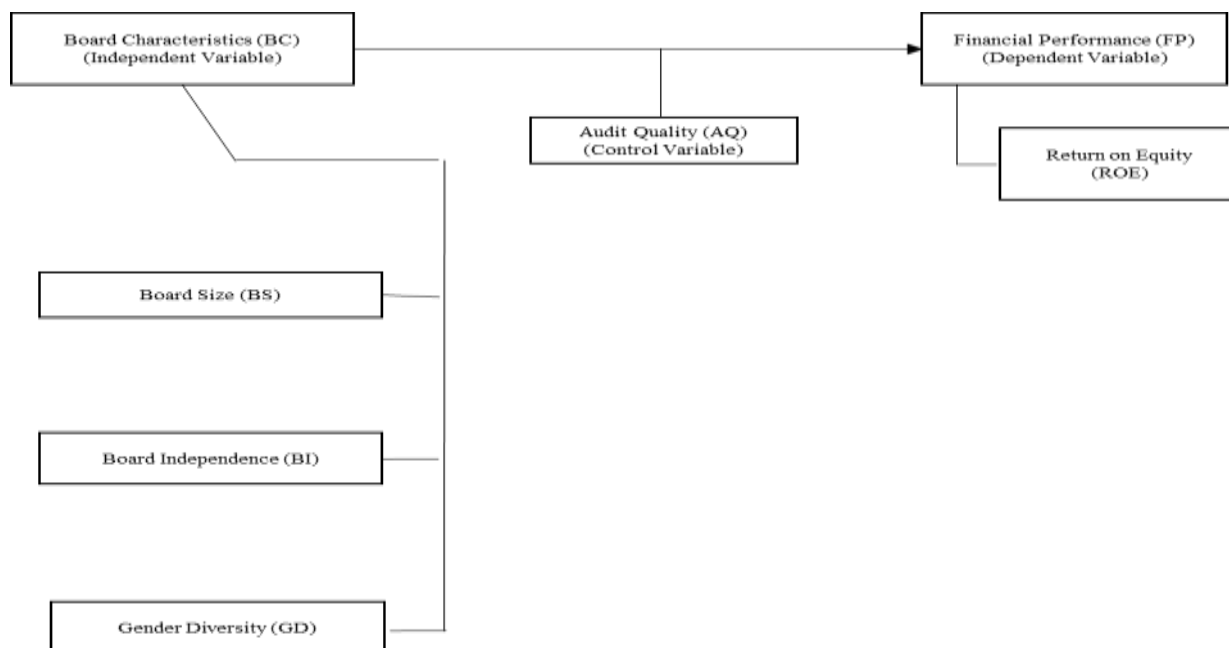 Board Characteristics (BC)
(Independent Variable)
Financial Performance (FP)
(Dependent Variable)
Audit Quality (AQ)
(Control Variable)
Return on Equity
(ROE)
Board Size (BS)
Board Independence (BI)
Gender Diversity (GD)